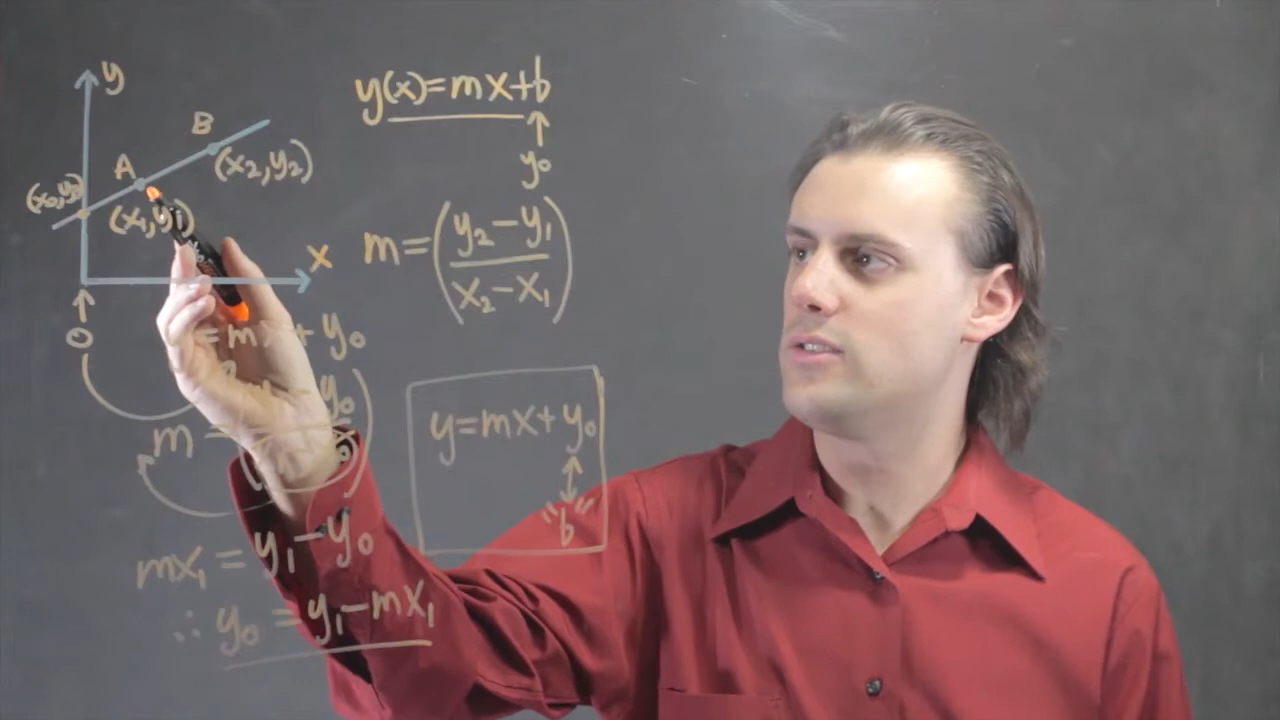 y
B
(x₂,y₂)
A
(x₀,y₀)
(x₁,y₁)
x
0
y(x)=mx+b
↑
y₀
m=((y₂-y₁)/(x₂-x₁))
=mx+y₀
m=
y₀
mx₁=y₁-y₀
∴ y₀=y₁-mx₁
y=mx+y₀
↕
"b"